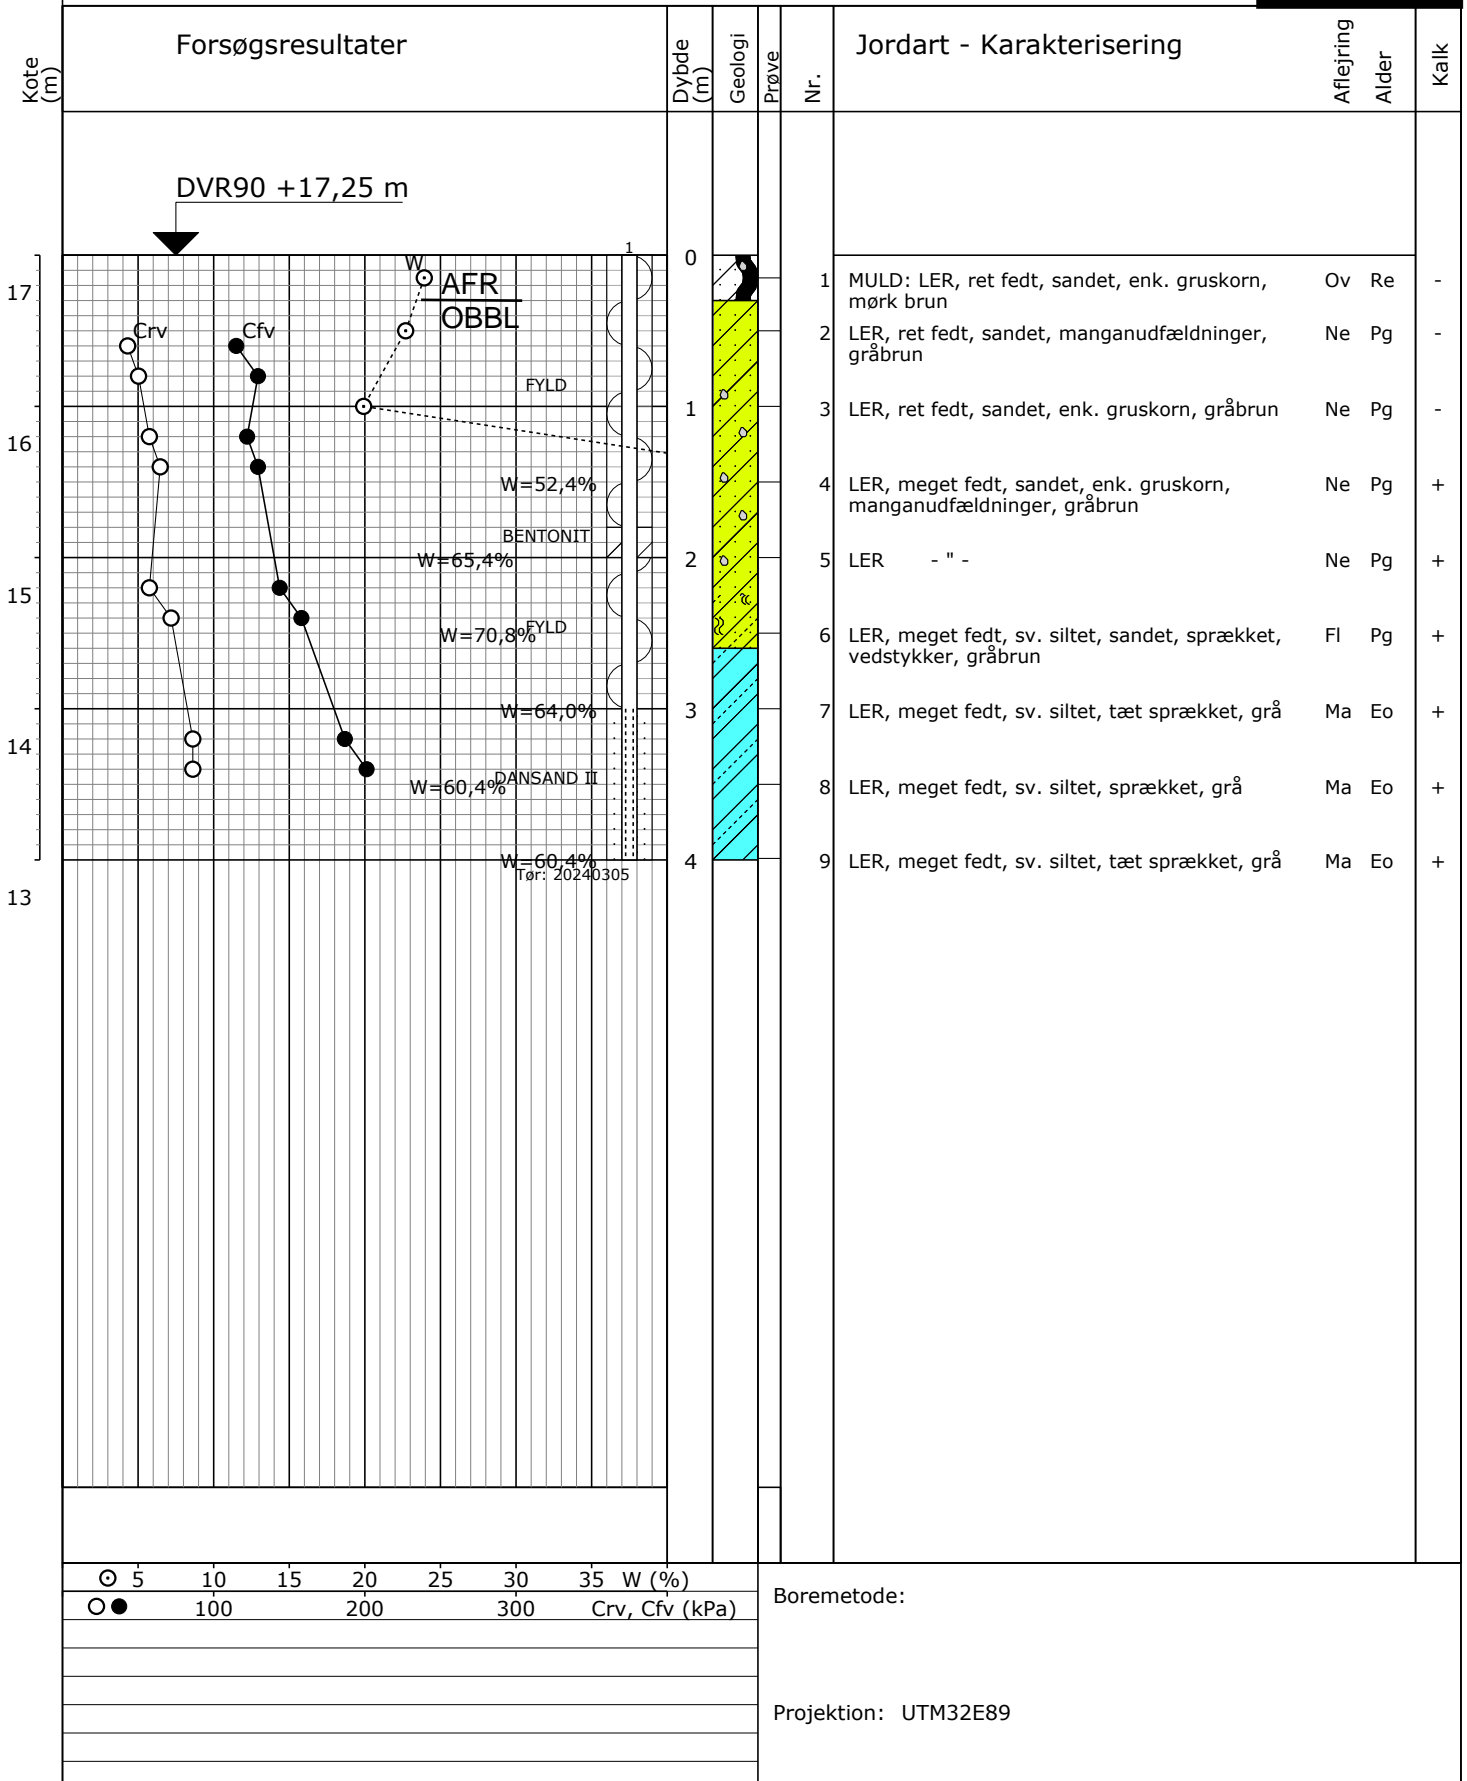 Kote (m)
Forsøgsresultater
Dybde (m)
Geologi
Prøve
Nr.
Jordart - Karakterisering
Aflejring
Alder
Kalk
DVR90 +17,25 m
1
W
AFR
OBBL
Crv
Cfv
FYLD
W=52,4%
BENTONIT
W=65,4%
FYLD
W=70,8%
W=64,0%
DANSAND II
W=60,4%
W=60,4%
Tør: 20240305
17
16
15
14
13
0
1
2
3
4
1 MULD: LER, ret fedt, sandet, enk. gruskorn, Ov Re -
mørk brun
2 LER, ret fedt, sandet, manganudfældninger, Ne Pg -
gråbrun
3 LER, ret fedt, sandet, enk. gruskorn, gråbrun Ne Pg -
4 LER, meget fedt, sandet, enk. gruskorn, Ne Pg +
manganudfældninger, gråbrun
5 LER - " - Ne Pg +
6 LER, meget fedt, sv. siltet, sandet, sprækket, Fl Pg +
vedstykker, gråbrun
7 LER, meget fedt, sv. siltet, tæt sprækket, grå Ma Eo +
8 LER, meget fedt, sv. siltet, sprækket, grå Ma Eo +
9 LER, meget fedt, sv. siltet, tæt sprækket, grå Ma Eo +
5 10 15 20 25 30 35 W (%)
100 200 300 Crv, Cfv (kPa)
Boremetode:
Projektion: UTM32E89